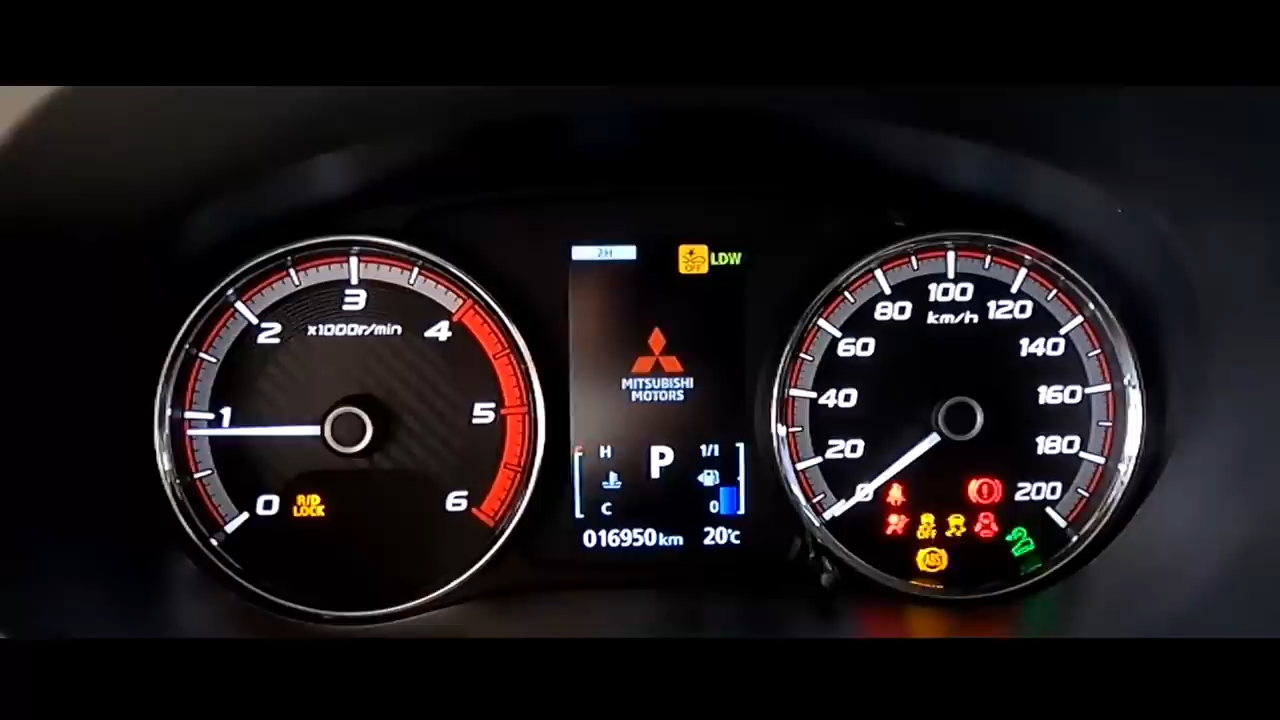 2H
LDW
OFF
0
1
2
3
4
5
6
x1000r/min
R/D
LOCK
MITSUBISHI
MOTORS
H
C
P
1/1
0
016950km
20°C
0
20
40
60
80
100
120
140
160
180
200
km/h
OFF
ABS